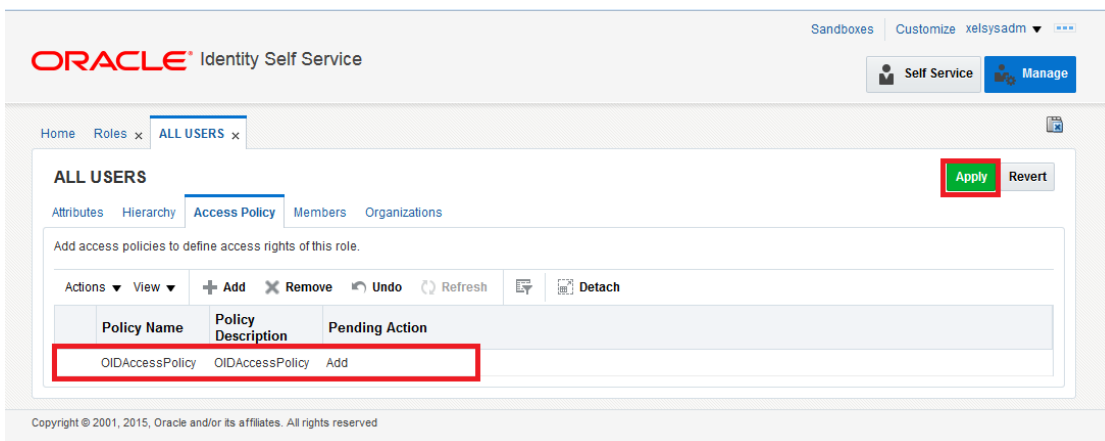 Sandboxes Customize xelsysadm
ORACLE Identity Self Service
Self Service Manage
Home Roles x ALL USERS x
ALL USERS
Apply Revert
Attributes Hierarchy Access Policy Members Organizations
Add access policies to define access rights of this role.
Actions View Add Remove Undo Refresh Detach
Policy Name Policy Description Pending Action
OIDAccessPolicy OIDAccessPolicy Add
Copyright © 2001, 2015, Oracle and/or its affiliates. All rights reserved